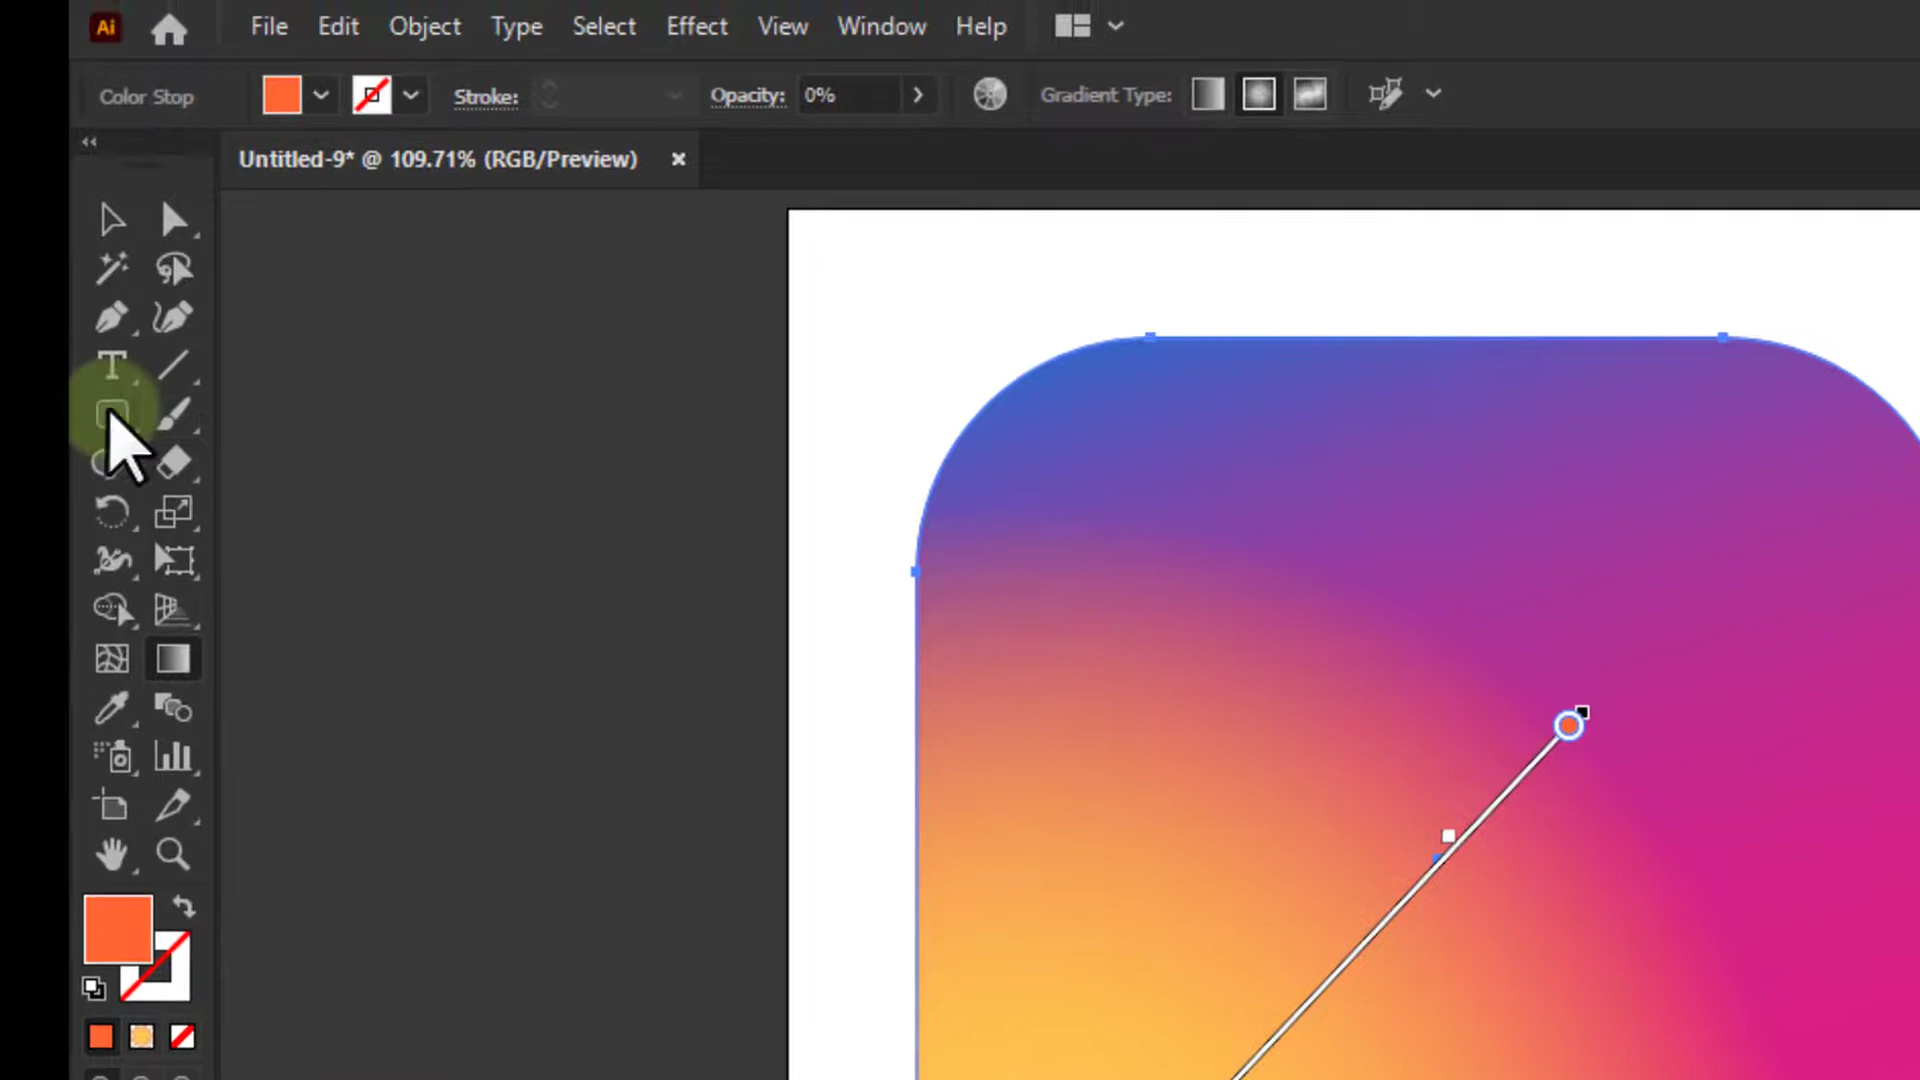 Ai File Edit Object Type Select Effect View Window Help
Color Stop Stroke: Opacity: 0% Gradient Type:
Untitled-9* @ 109.71% (RGB/Preview)